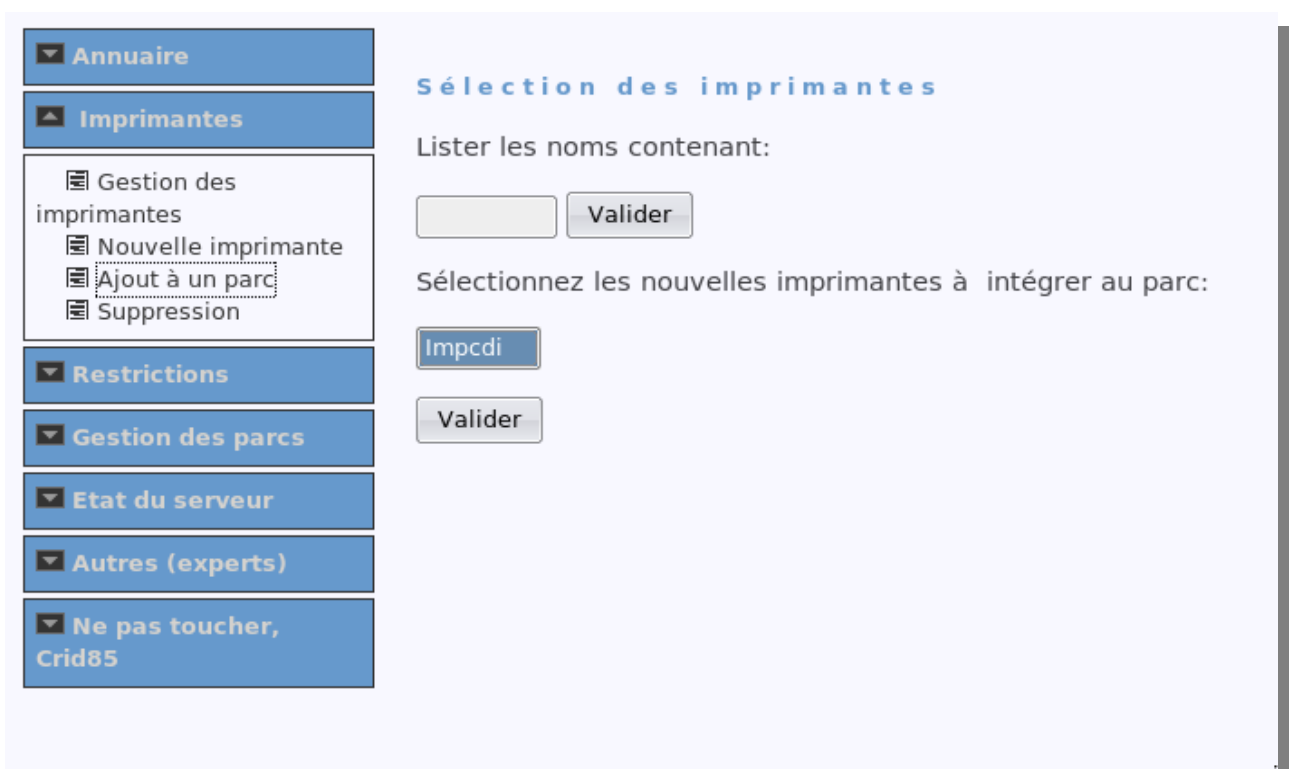 Annuaire
Imprimantes
Gestion des
imprimantes
Nouvelle imprimante
Ajout à un parc
Suppression
Restrictions
Gestion des parcs
Etat du serveur
Autres (experts)
Ne pas toucher,
Crid85
Sélection des imprimantes
Lister les noms contenant:
Valider
Sélectionnez les nouvelles imprimantes à  intégrer au parc:
Impcdi
Valider